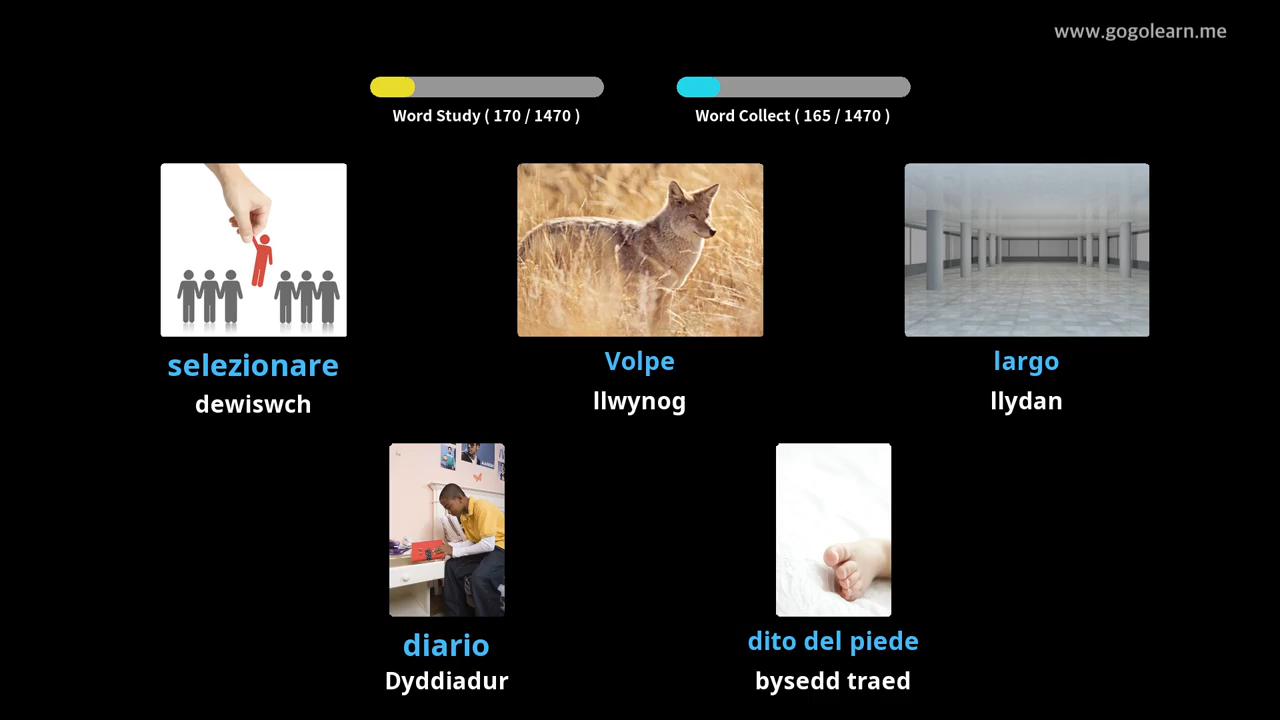 www.gogolearn.me
Word Study ( 170 / 1470 )
Word Collect ( 165 / 1470 )
selezionare
dewiswch
Volpe
llwynog
largo
llydan
diario
Dyddiadur
dito del piede
bysedd traed